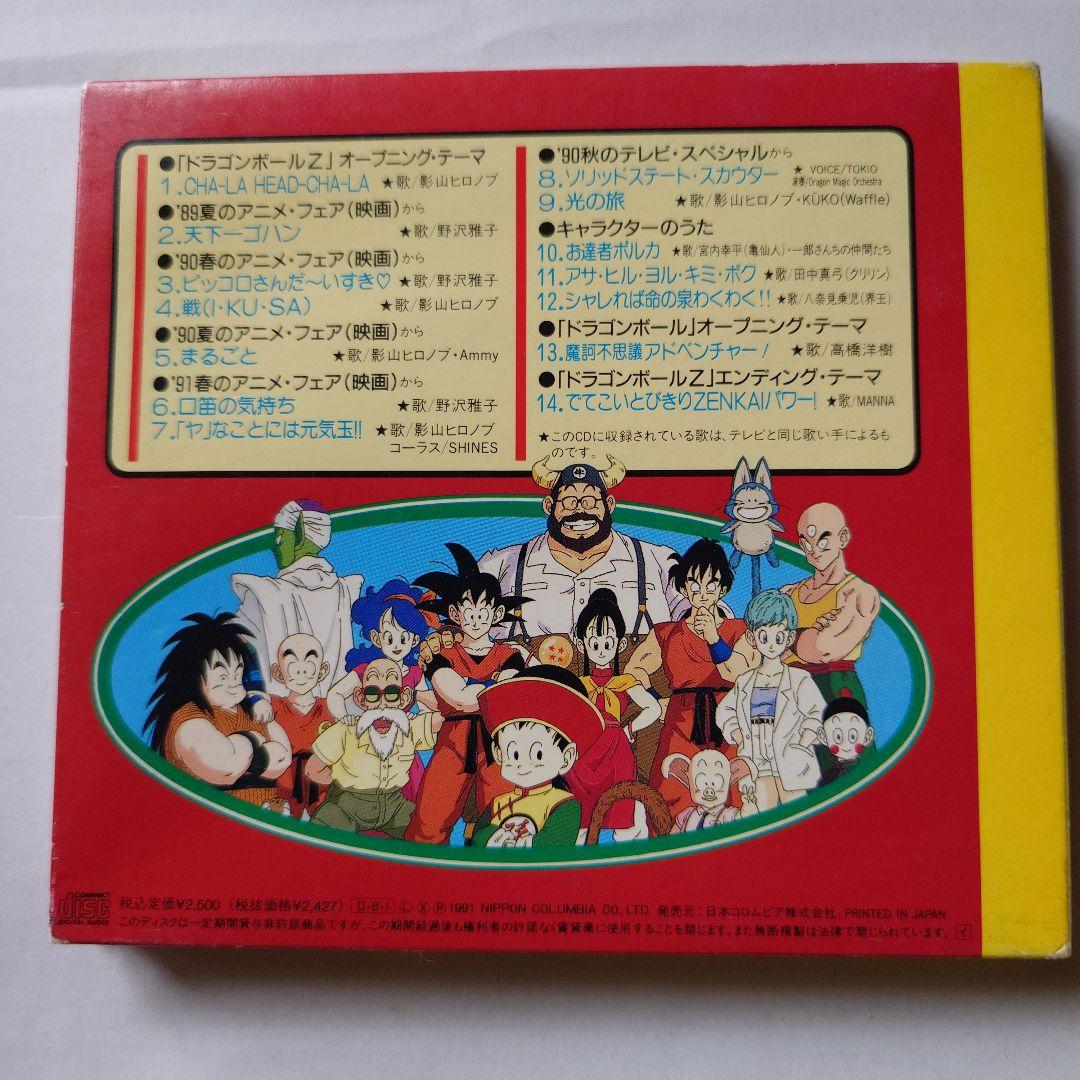 ●「ドラゴンボールZ」オープニング・テーマ
1. CHA-LA HEAD-CHA-LA ★歌/影山ヒロノブ
●'89夏のアニメ・フェア(映画)から
2. 天下一ゴハン ★歌/野沢雅子
●'90春のアニメ・フェア(映画)から
3. ピッコロさんだ〜いすき♡ ★歌/野沢雅子
4. 戦(I・KU・SA) ★歌/影山ヒロノブ
●'90夏のアニメ・フェア(映画)から
5. まるごと ★歌/影山ヒロノブ・Ammy
●'91春のアニメ・フェア(映画)から
6. 口笛の気持ち ★歌/野沢雅子
7. 「ヤ」なことには元気玉!! ★歌/影山ヒロノブ
コーラス/SHINES
●'90秋のテレビ・スペシャルから
8. ソリッドステート・スカウター ★ VOICE/TOKIO
演奏/Dragon Magic Orchestra
9. 光の旅 ★歌/影山ヒロノブ・KŪKO(Waffle)
●キャラクターのうた
10. お達者ポルカ ★歌/宮内幸平(亀仙人)・一郎さんちの仲間たち
11. アサ・ヒル・ヨル・キミ・ボク ★歌/田中真弓(クリリン)
12. シャレれば命の泉わくわく!! ★歌/八奈見乗児(界王)
●「ドラゴンボール」オープニング・テーマ
13. 魔訶不思議アドベンチャー! ★歌/高橋洋樹
●「ドラゴンボールZ」エンディング・テーマ
14. でてこいとびきりZENKAIパワー! ★歌/MANNA
★このCDに収録されている歌は、テレビと同じ歌い手によるも
のです。
牛
COMPACT
disc
DIGITAL AUDIO
税込定価¥2,500 (税抜価格¥2,427) D-8-1 Ⓛ Ⓧ Ⓟ 1991 NIPPON COLUMBIA CO., LTD. 発売元:日本コロムビア株式会社 PRINTED IN JAPAN
このディスクは一定期間貸与非許諾商品ですが、この期間経過後も権利者の許諾なく賃貸業に使用することを禁じます。また無断複製は法律で禁じられています。 イ